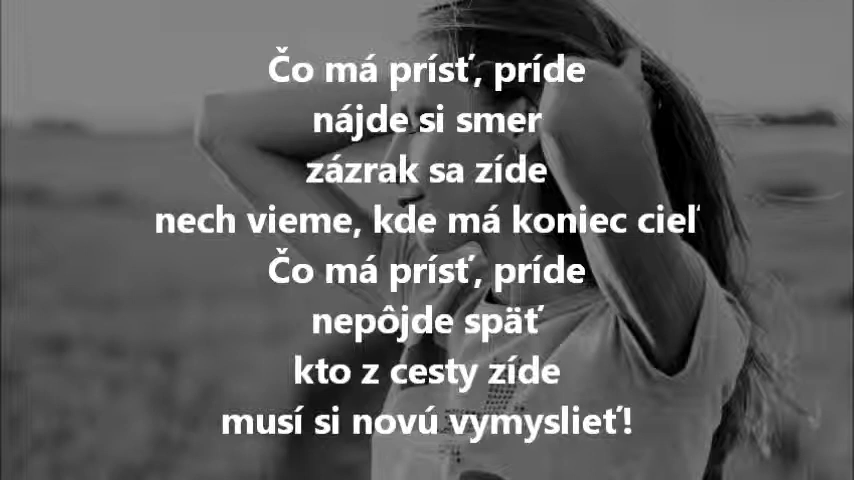 Čo má prísť, príde
nájde si smer
zázrak sa zíde
nech vieme, kde má koniec cieľ
Čo má prísť, príde
nepôjde späť
kto z cesty zíde
musí si novú vymyslieť!